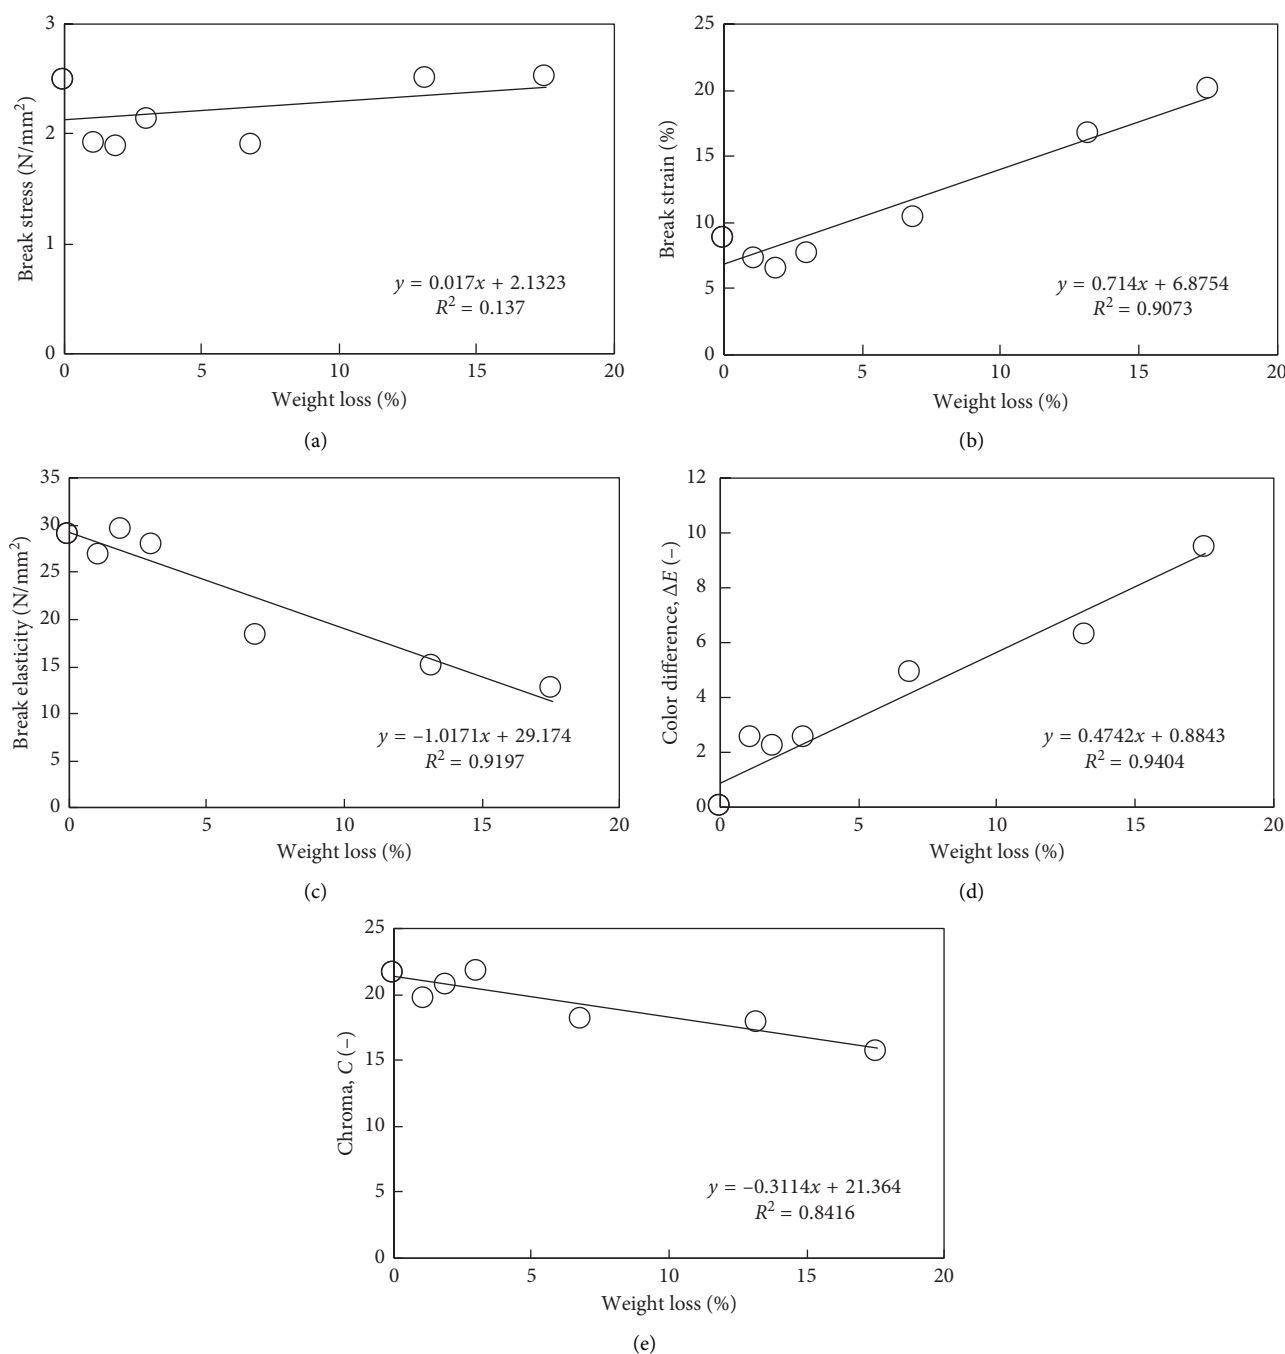 3
2
1
0
Break stress (N/mm²)
y = 0.017x + 2.1323
R² = 0.137
0 5 10 15 20
Weight loss (%)
(a)
25
20
15
10
5
0
Break strain (%)
y = 0.714x + 6.8754
R² = 0.9073
0 5 10 15 20
Weight loss (%)
(b)
35
30
25
20
15
10
5
0
Break elasticity (N/mm²)
y = –1.0171x + 29.174
R² = 0.9197
0 5 10 15 20
Weight loss (%)
(c)
12
10
8
6
4
2
0
Color difference, ΔE (–)
y = 0.4742x + 0.8843
R² = 0.9404
0 5 10 15 20
Weight loss (%)
(d)
25
20
15
10
5
0
Chroma, C (–)
y = –0.3114x + 21.364
R² = 0.8416
0 5 10 15 20
Weight loss (%)
(e)